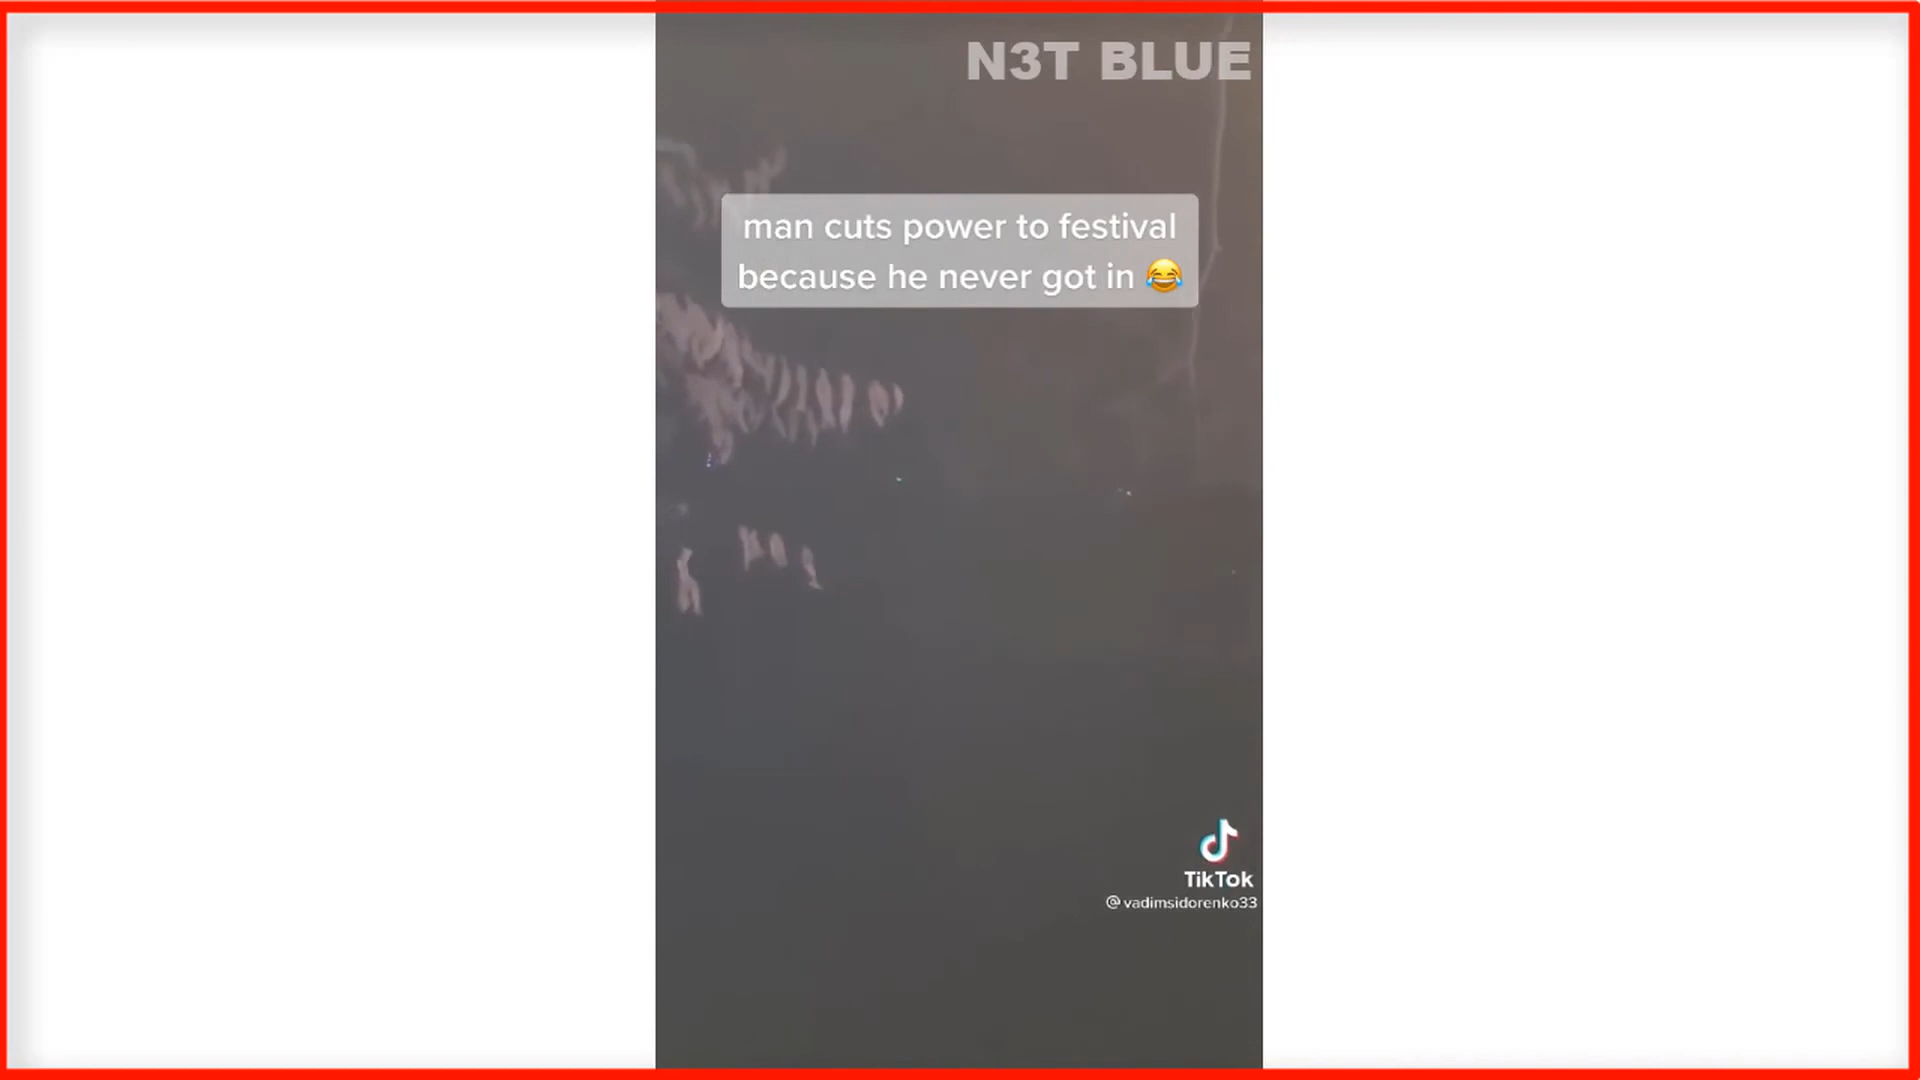 N3T BLUE
man cuts power to festival
because he never got in 😂
TikTok
@vadimsidorenko33